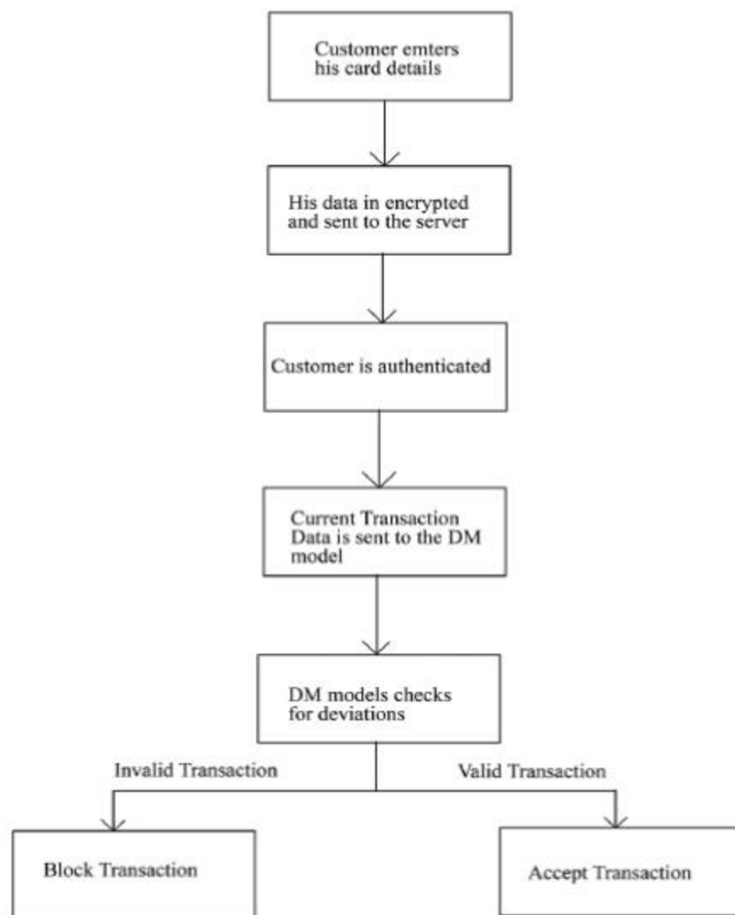 Customer emters
his card details
His data in encrypted
and sent to the server
Customer is authenticated
Current Transaction
Data is sent to the DM
model
DM models checks
for deviations
Invalid Transaction
Valid Transaction
Block Transaction
Accept Transaction